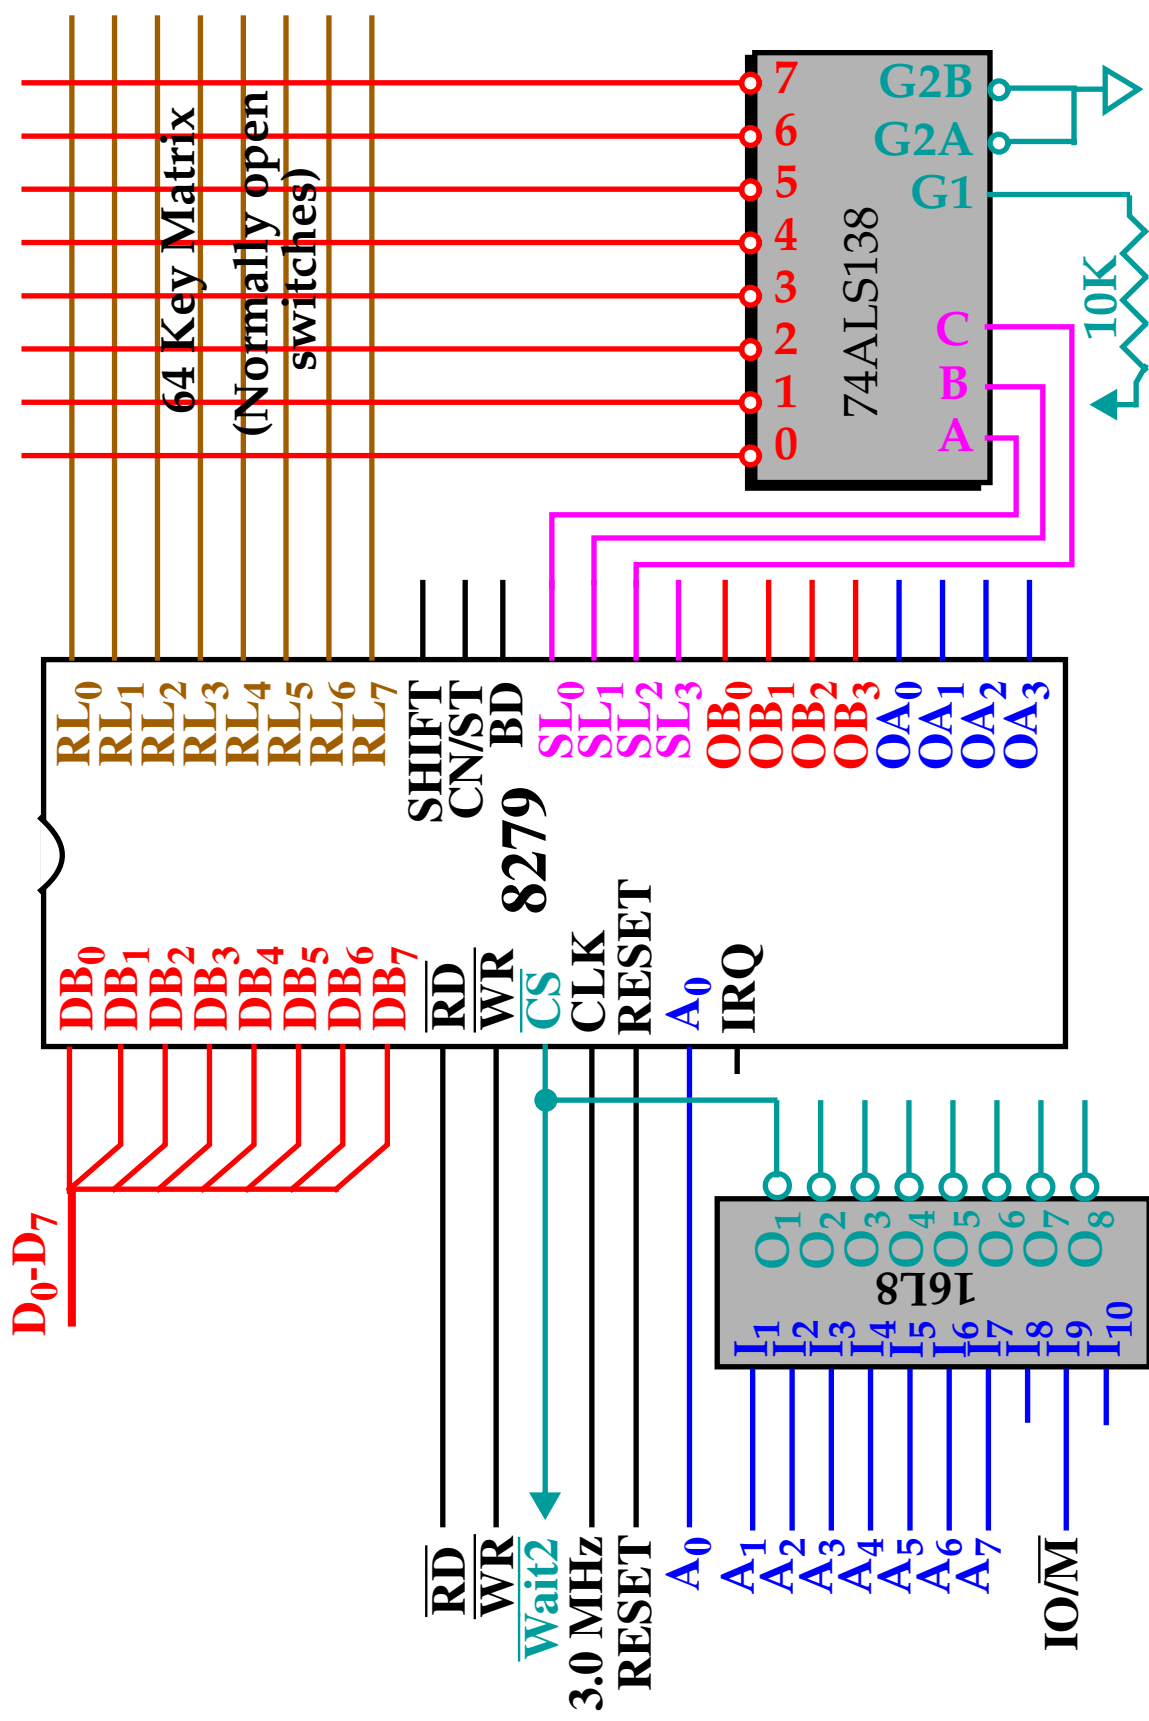 7
6
5
4
3
2
1
0
G2B
G2A
G1
C
B
A
74ALS138
10K
64 Key Matrix
(Normally open
switches)
RL0
RL1
RL2
RL3
RL4
RL5
RL6
RL7
SHIFT
CN/ST
BD
SL0
SL1
SL2
SL3
OB0
OB1
OB2
OB3
OA0
OA1
OA2
OA3
8279
DB0
DB1
DB2
DB3
DB4
DB5
DB6
DB7
RD
WR
CS
CLK
RESET
A0
IRQ
D0-D7
O1
O2
O3
O4
O5
O6
O7
O8
16L8
I1
I2
I3
I4
I5
I6
I7
I8
I9
I10
RD
WR
Wait2
3.0 MHz
RESET
A0
A1
A2
A3
A4
A5
A6
A7
IO/M